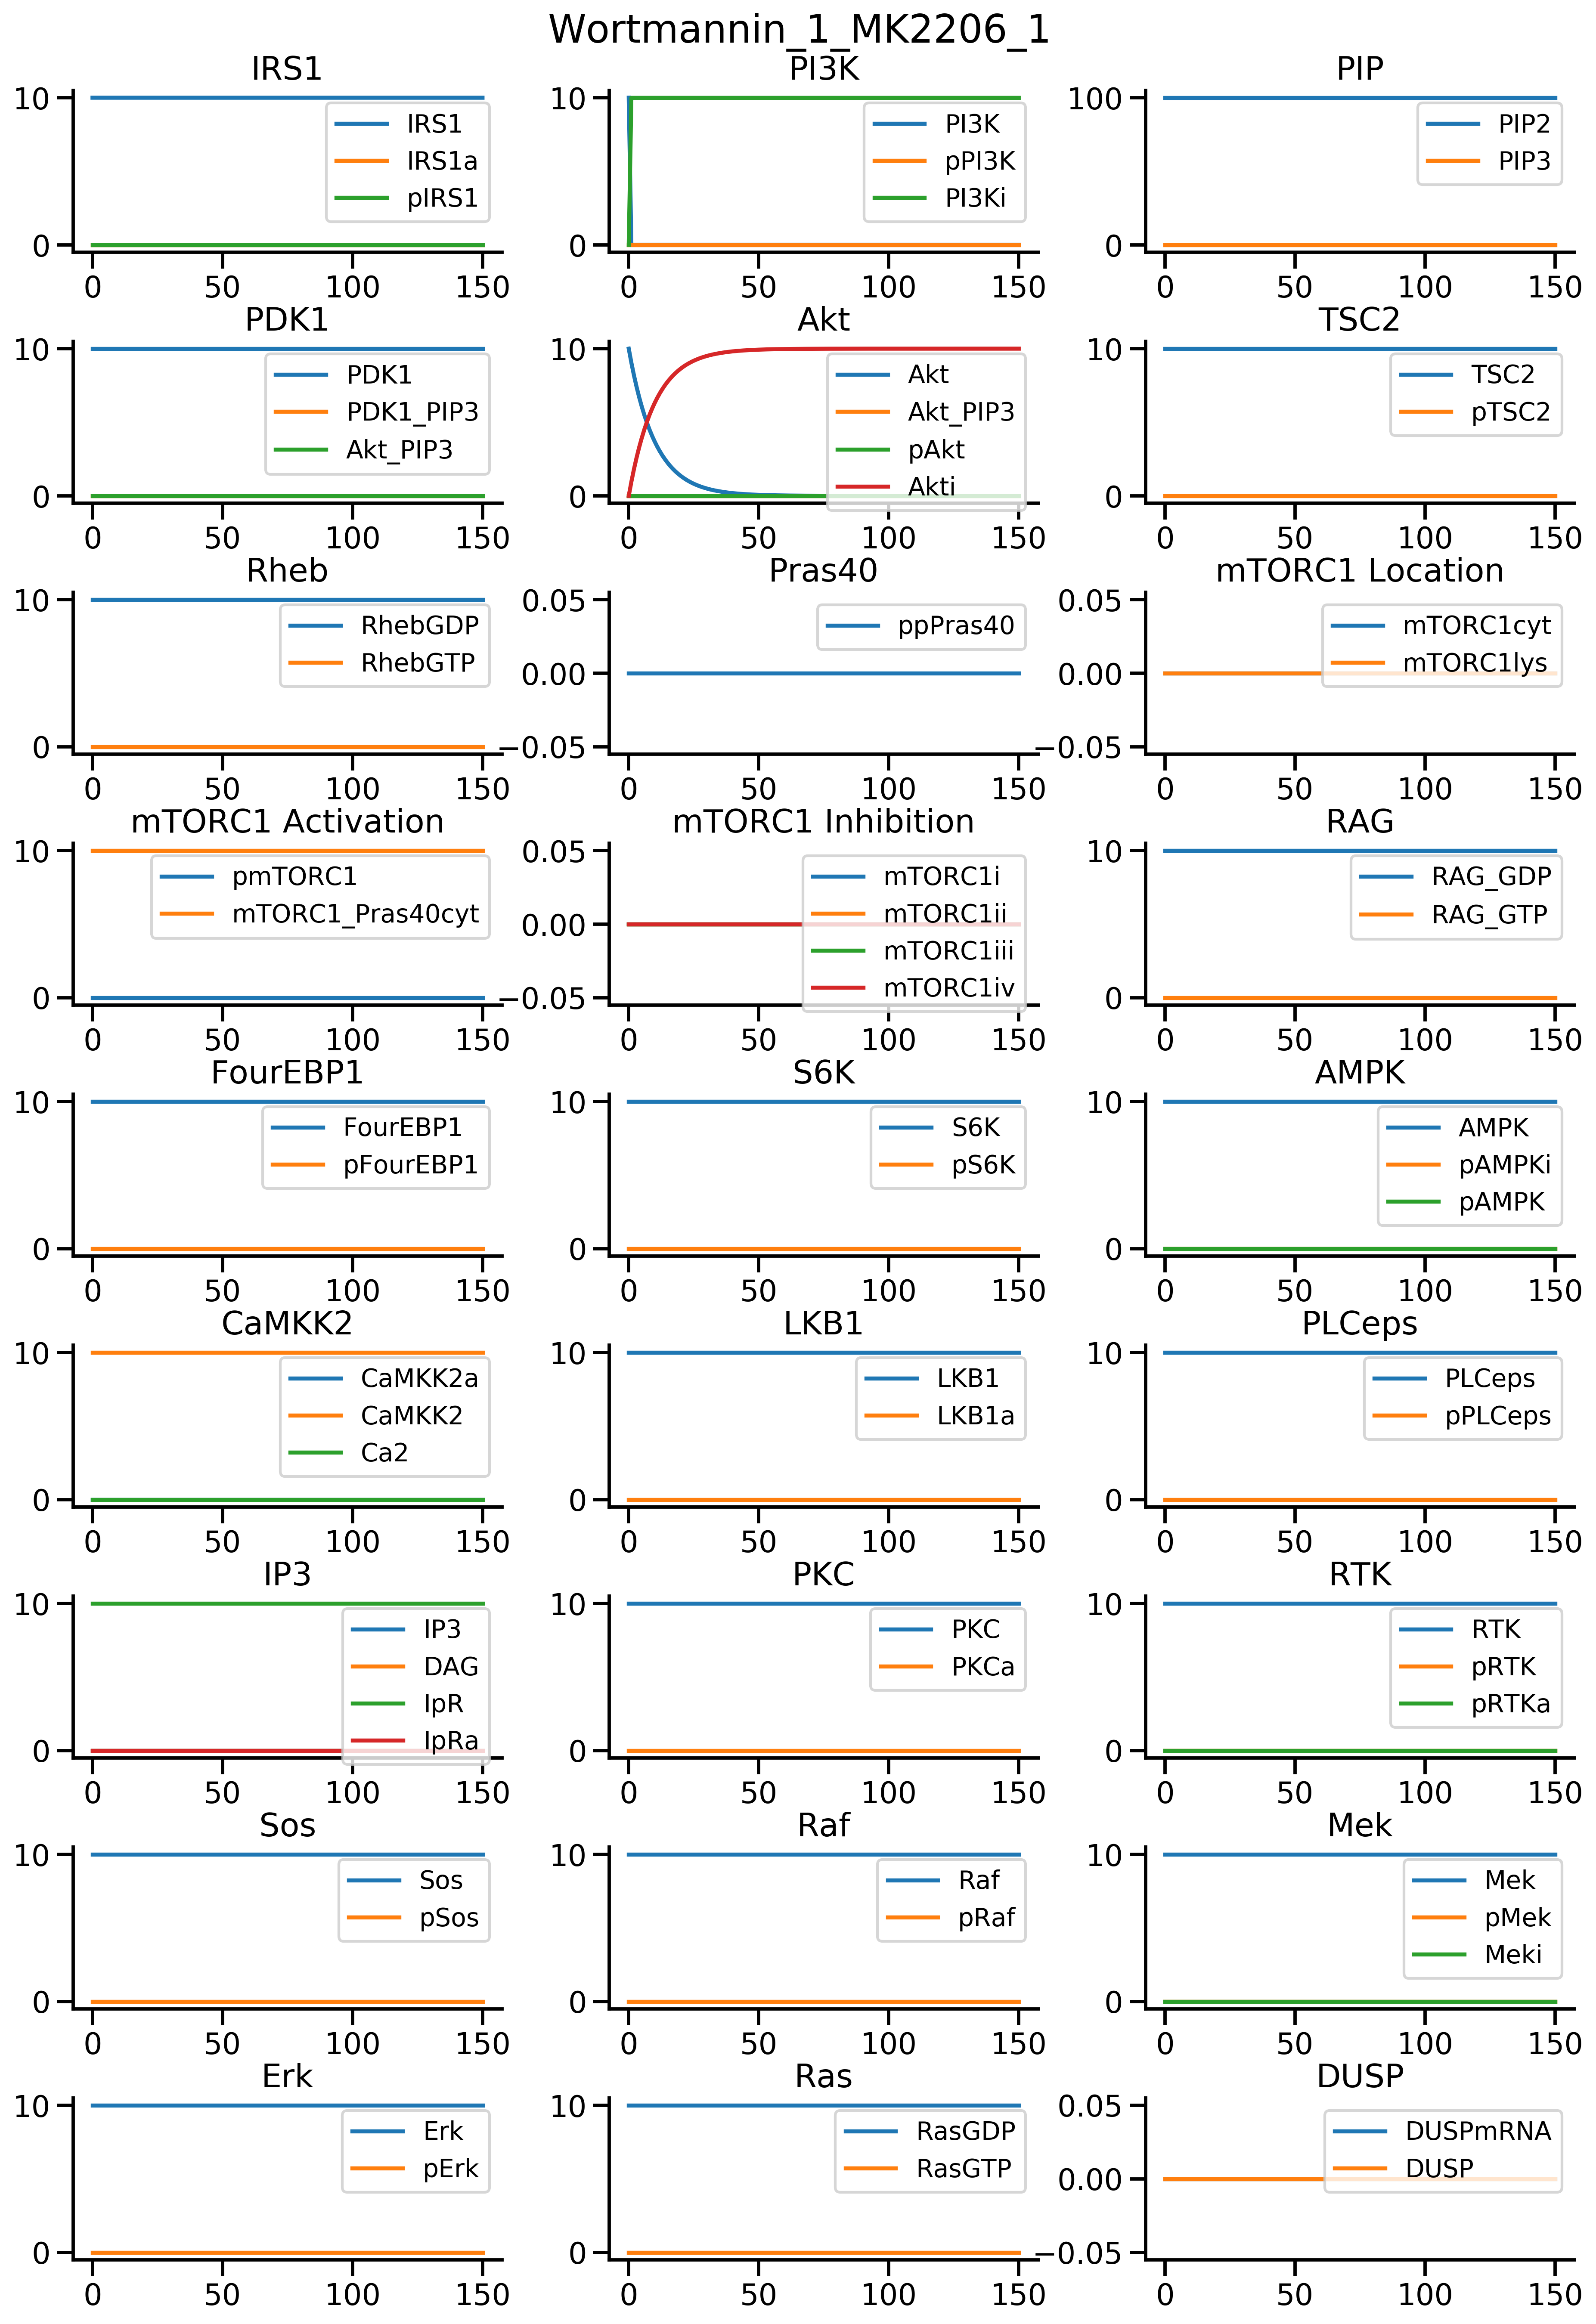 Wortmannin_1_MK2206_1
IRS1
10
0
IRS1
IRS1a
pIRS1
0 50 100 150
PI3K
10
0
PI3K
pPI3K
PI3Ki
0 50 100 150
PIP
100
0
PIP2
PIP3
0 50 100 150
PDK1
10
0
PDK1
PDK1_PIP3
Akt_PIP3
0 50 100 150
Akt
10
0
Akt
Akt_PIP3
pAkt
Akti
0 50 100 150
TSC2
10
0
TSC2
pTSC2
0 50 100 150
Rheb
10
0
RhebGDP
RhebGTP
0 50 100 150
Pras40
0.05
0.00
−0.05
ppPras40
0 50 100 150
mTORC1 Location
0.05
0.00
−0.05
mTORC1cyt
mTORC1lys
0 50 100 150
mTORC1 Activation
10
0
pmTORC1
mTORC1_Pras40cyt
0 50 100 150
mTORC1 Inhibition
0.05
0.00
−0.05
mTORC1i
mTORC1ii
mTORC1iii
mTORC1iv
0 50 100 150
RAG
10
0
RAG_GDP
RAG_GTP
0 50 100 150
FourEBP1
10
0
FourEBP1
pFourEBP1
0 50 100 150
S6K
10
0
S6K
pS6K
0 50 100 150
AMPK
10
0
AMPK
pAMPKi
pAMPK
0 50 100 150
CaMKK2
10
0
CaMKK2a
CaMKK2
Ca2
0 50 100 150
LKB1
10
0
LKB1
LKB1a
0 50 100 150
PLCeps
10
0
PLCeps
pPLCeps
0 50 100 150
IP3
10
0
IP3
DAG
IpR
IpRa
0 50 100 150
PKC
10
0
PKC
PKCa
0 50 100 150
RTK
10
0
RTK
pRTK
pRTKa
0 50 100 150
Sos
10
0
Sos
pSos
0 50 100 150
Raf
10
0
Raf
pRaf
0 50 100 150
Mek
10
0
Mek
pMek
Meki
0 50 100 150
Erk
10
0
Erk
pErk
0 50 100 150
Ras
10
0
RasGDP
RasGTP
0 50 100 150
DUSP
0.05
0.00
−0.05
DUSPmRNA
DUSP
0 50 100 150